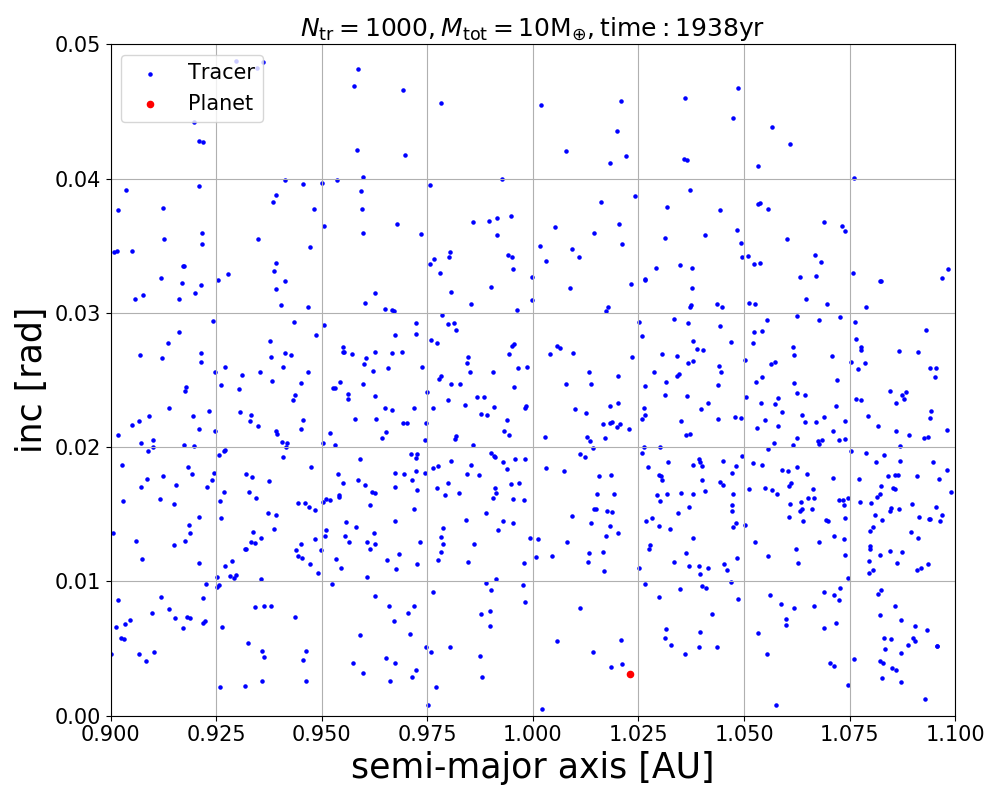 N_tr = 1000, M_tot = 10M_⊕, time : 1938yr
Tracer
Planet
0.05
0.04
0.03
0.02
0.01
0.00
inc [rad]
0.900 0.925 0.950 0.975 1.000 1.025 1.050 1.075 1.100
semi-major axis [AU]